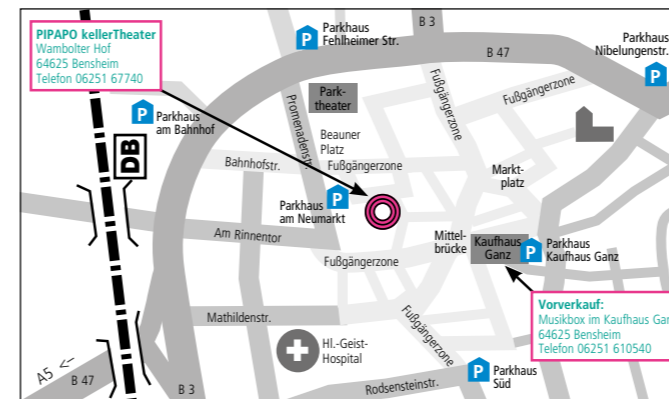 PIPAPO kellerTheater
Wambolter Hof
64625 Bensheim
Telefon 06251 67740
P
Parkhaus
Fehlheimer Str.
B 3
B 47
Parkhaus
Nibelungenstr.
P
P
Parkhaus
am Bahnhof
DB
Promenadenstr.
Park-
theater
Beauner
Platz
Fußgängerzone
Fußgängerzone
Bahnhofstr.
Fußgängerzone
Markt-
platz
P
Parkhaus
am Neumarkt
Am Rinnentor
Mittel-
brücke
Kaufhaus
Ganz
P
Parkhaus
Kaufhaus Ganz
Fußgängerzone
Mathildenstr.
Fußgängerzone
Hl.-Geist-
Hospital
Vorverkauf:
Musikbox im Kaufhaus Gan
64625 Bensheim
Telefon 06251 610540
A5 <-
B 47
B 3
Rodsensteinstr.
P
Parkhaus
Süd